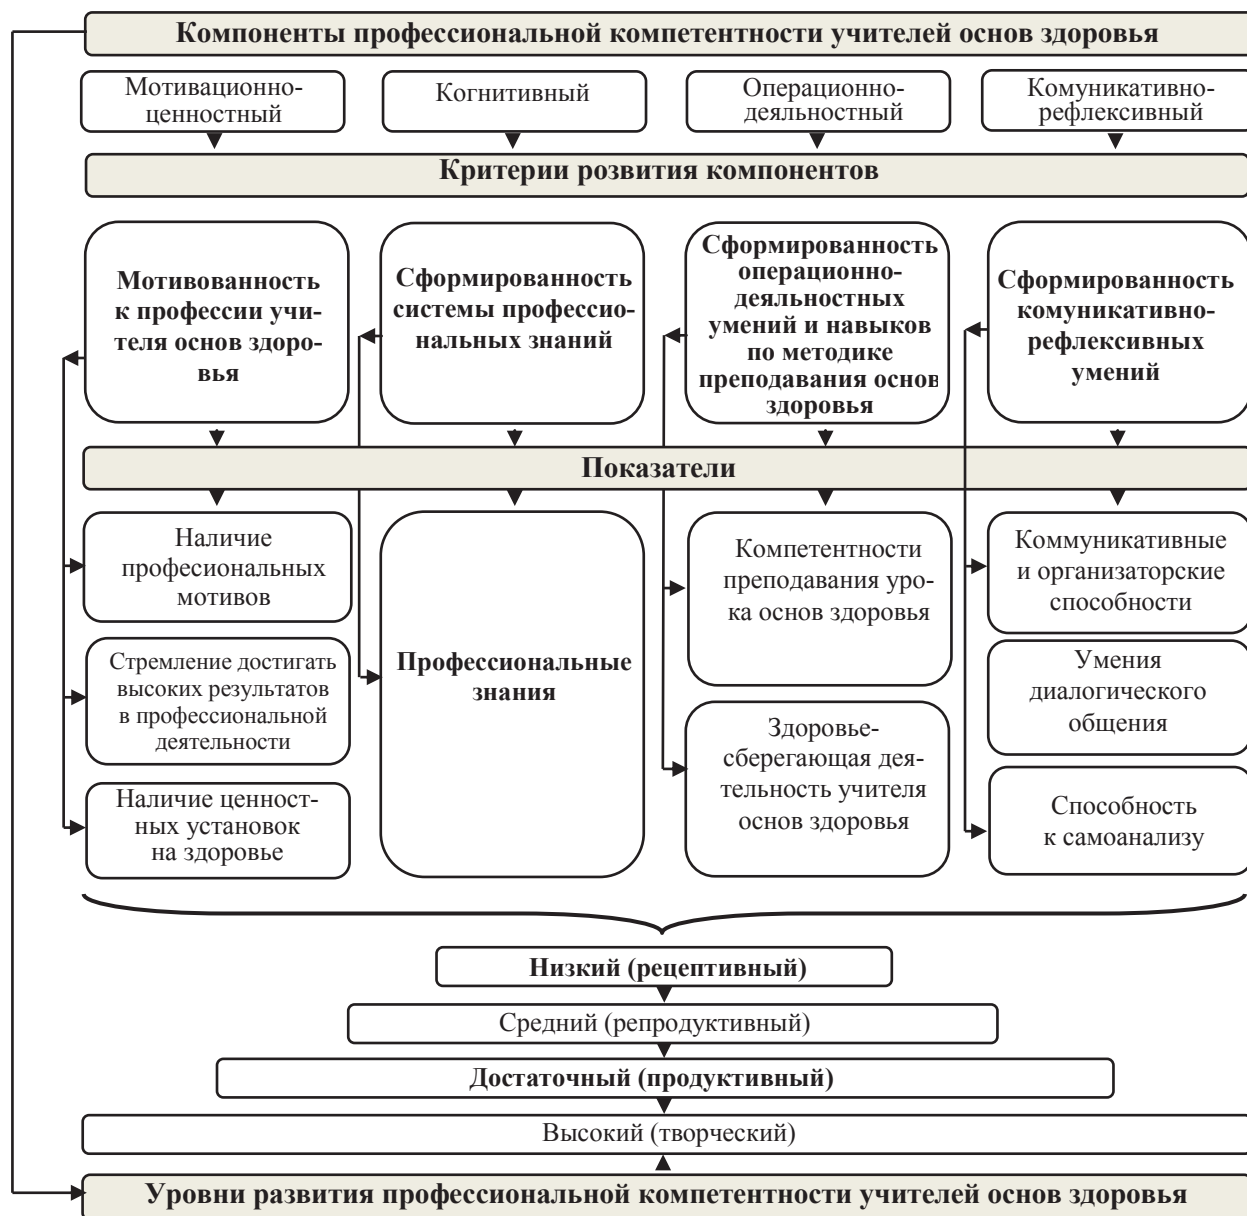 Компоненты профессиональной компетентности учителей основ здоровья
Мотивационно-
ценностный
Когнитивный
Операционно-
деяльностный
Комуникативно-
рефлексивный
Критерии розвития компонентов
Мотивованность
к профессии учи-
теля основ здоро-
вья
Сформированность
системы профессио-
нальных знаний
Сформированность
операционно-
деяльностных
умений и навыков
по методике
преподавания основ
здоровья
Сформированность
комуникативно-
рефлексивных
умений
Показатели
Наличие
професиональных
мотивов
Стремление достигать
высоких результатов
в профессиональной
деятельности
Наличие ценност-
ных установок
на здоровье
Профессиональные
знания
Компетентности
преподавания уро-
ка основ здоровья
Здоровье-
сберегающая дея-
тельность учителя
основ здоровья
Коммуникативные
и организаторские
способности
Умения
диалогического
общения
Способность
к самоанализу
Низкий (рецептивный)
Средний (репродуктивный)
Достаточный (продуктивный)
Высокий (творческий)
Уровни развития профессиональной компетентности учителей основ здоровья